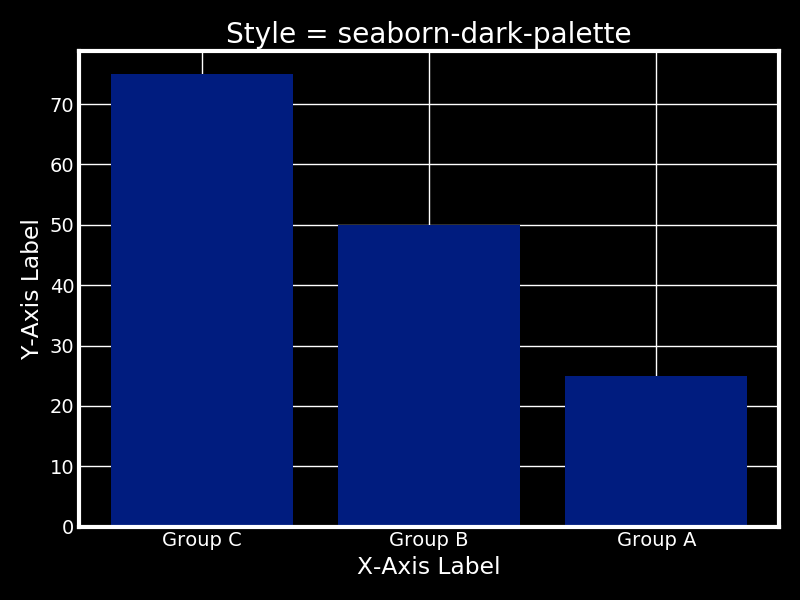 Style = seaborn-dark-palette
70
60
50
40
30
20
10
0
Y-Axis Label
Group C
Group B
Group A
X-Axis Label